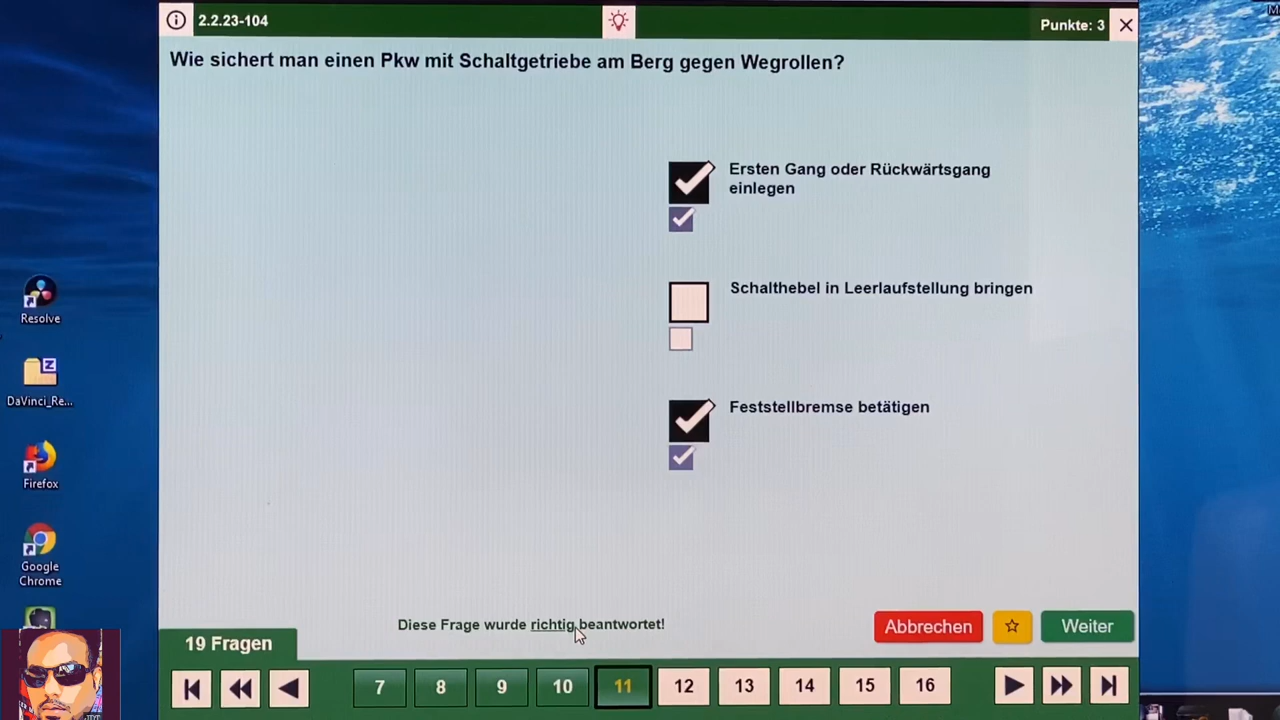 2.2.23-104
Punkte: 3
Wie sichert man einen Pkw mit Schaltgetriebe am Berg gegen Wegrollen?
Ersten Gang oder Rückwärtsgang
einlegen
Schalthebel in Leerlaufstellung bringen
Feststellbremse betätigen
Resolve
DaVinci_Re...
Firefox
Google
Chrome
Diese Frage wurde richtig beantwortet!
Abbrechen
Weiter
19 Fragen
7
8
9
10
11
12
13
14
15
16